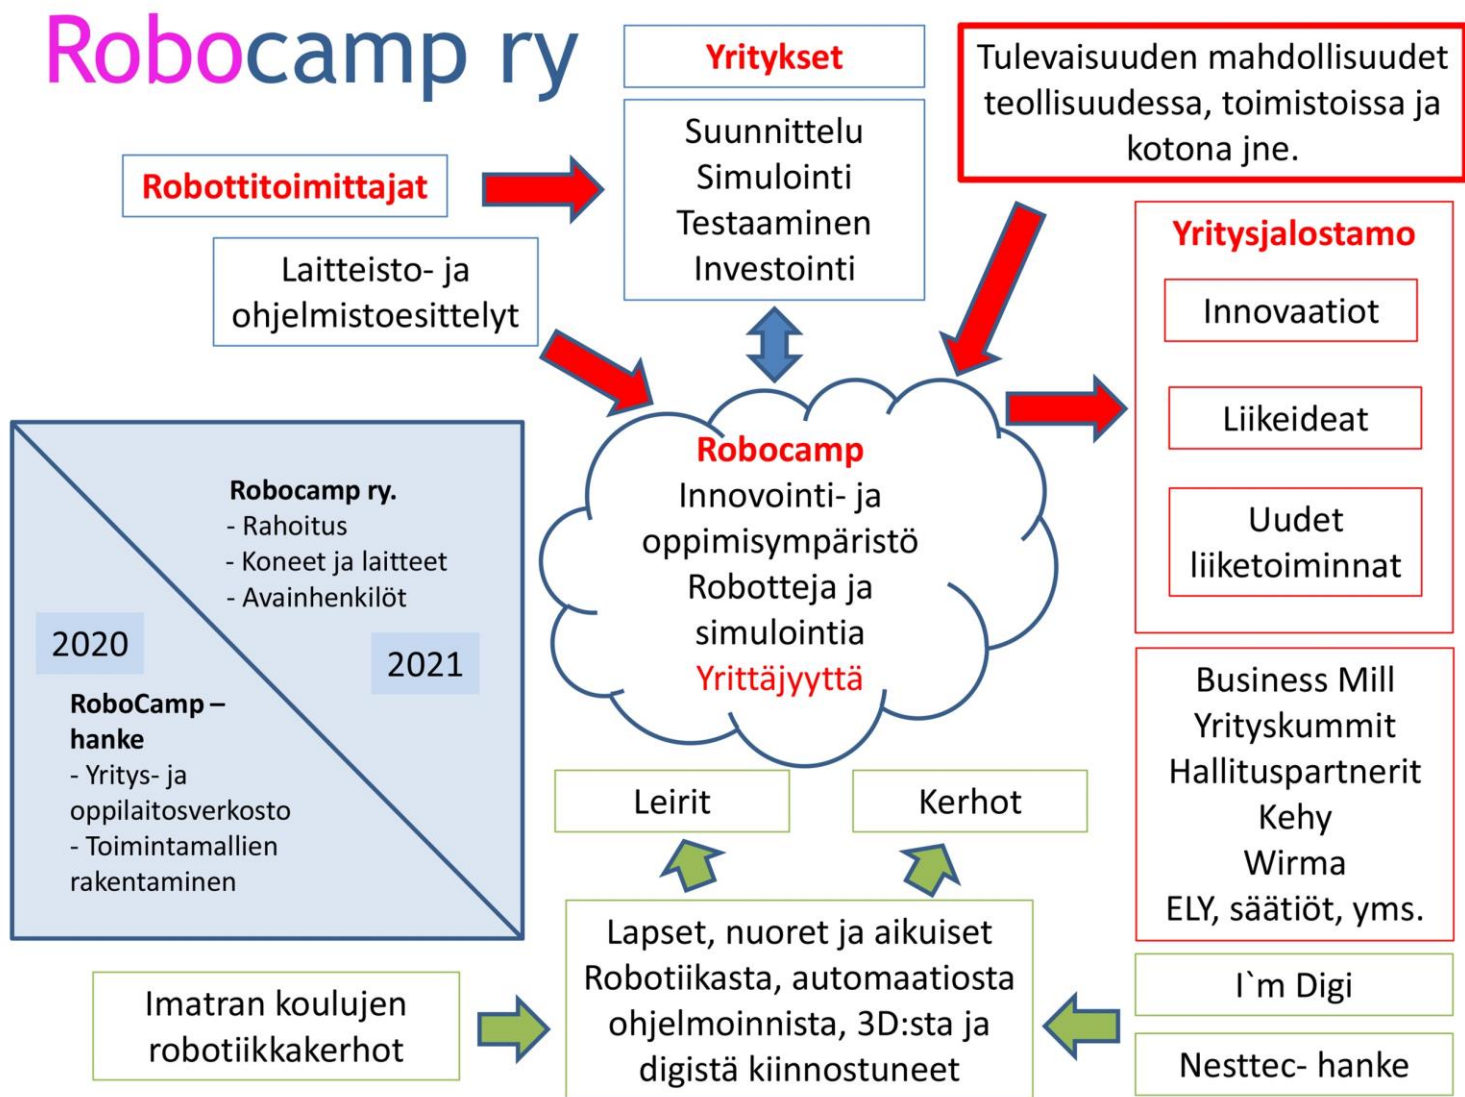 Robocamp ry
Yritykset
Suunnittelu
Simulointi
Testaaminen
Investointi
Tulevaisuuden mahdollisuudet
teollisuudessa, toimistoissa ja
kotona jne.
Robottitoimittajat
Laitteisto- ja
ohjelmistoesittelyt
Yritysjalostamo
Innovaatiot
Liikeideat
Uudet
liiketoiminnat
Robocamp
Innovointi- ja
oppimisympäristö
Robotteja ja
simulointia
Yrittäjyyttä
Robocamp ry.
- Rahoitus
- Koneet ja laitteet
- Avainhenkilöt
2020
2021
RoboCamp –
hanke
- Yritys- ja
oppilaitosverkosto
- Toimintamallien
rakentaminen
Business Mill
Yrityskummit
Hallituspartnerit
Kehy
Wirma
ELY, säätiöt, yms.
Leirit
Kerhot
Lapset, nuoret ja aikuiset
Robotiikasta, automaatiosta
ohjelmoinnista, 3D:sta ja
digistä kiinnostuneet
Imatran koulujen
robotiikkakerhot
I`m Digi
Nesttec- hanke